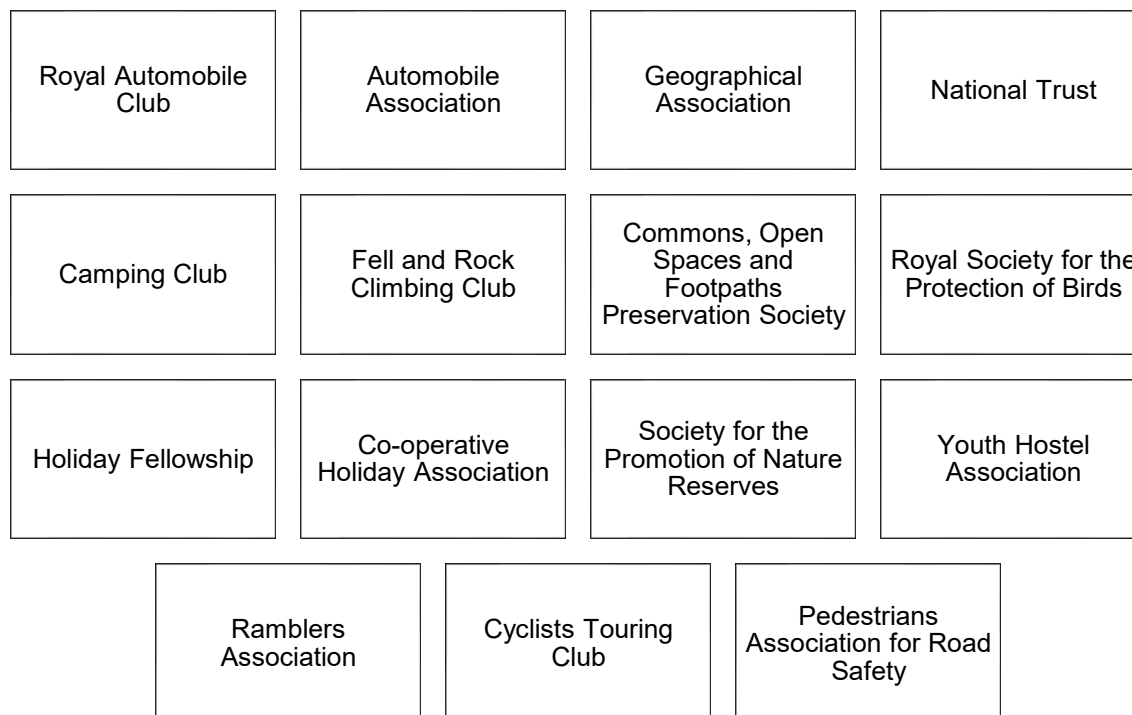 Royal Automobile
Club
Automobile
Association
Geographical
Association
National Trust
Camping Club
Fell and Rock
Climbing Club
Commons, Open
Spaces and
Footpaths
Preservation Society
Royal Society for the
Protection of Birds
Holiday Fellowship
Co-operative
Holiday Association
Society for the
Promotion of Nature
Reserves
Youth Hostel
Association
Ramblers
Association
Cyclists Touring
Club
Pedestrians
Association for Road
Safety